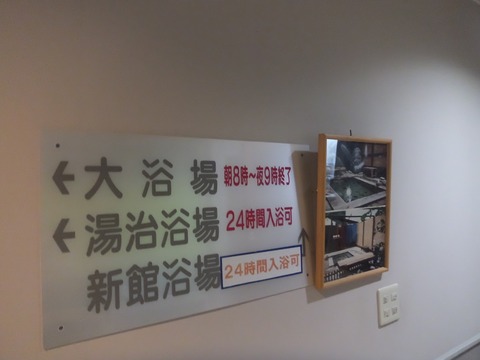 ←大浴場 朝8時～夜9時終了
←湯治浴場 24時間入浴可
新館浴場 24時間入浴可 ↑